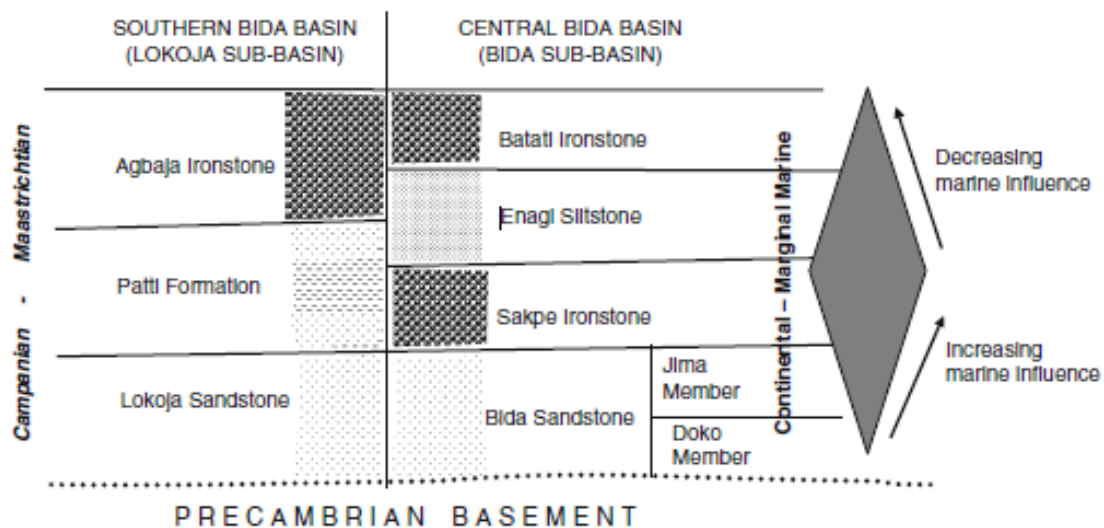 SOUTHERN BIDA BASIN
(LOKOJA SUB-BASIN)
CENTRAL BIDA BASIN
(BIDA SUB-BASIN)
Campanian - Maastrichtian
Agbaja Ironstone
Patti Formation
Lokoja Sandstone
Batati Ironstone
Enagi Siltstone
Sakpe Ironstone
Bida Sandstone
Jima
Member
Doko
Member
Continental – Marginal Marine
Decreasing
marine influence
Increasing
marine influence
PRECAMBRIAN BASEMENT